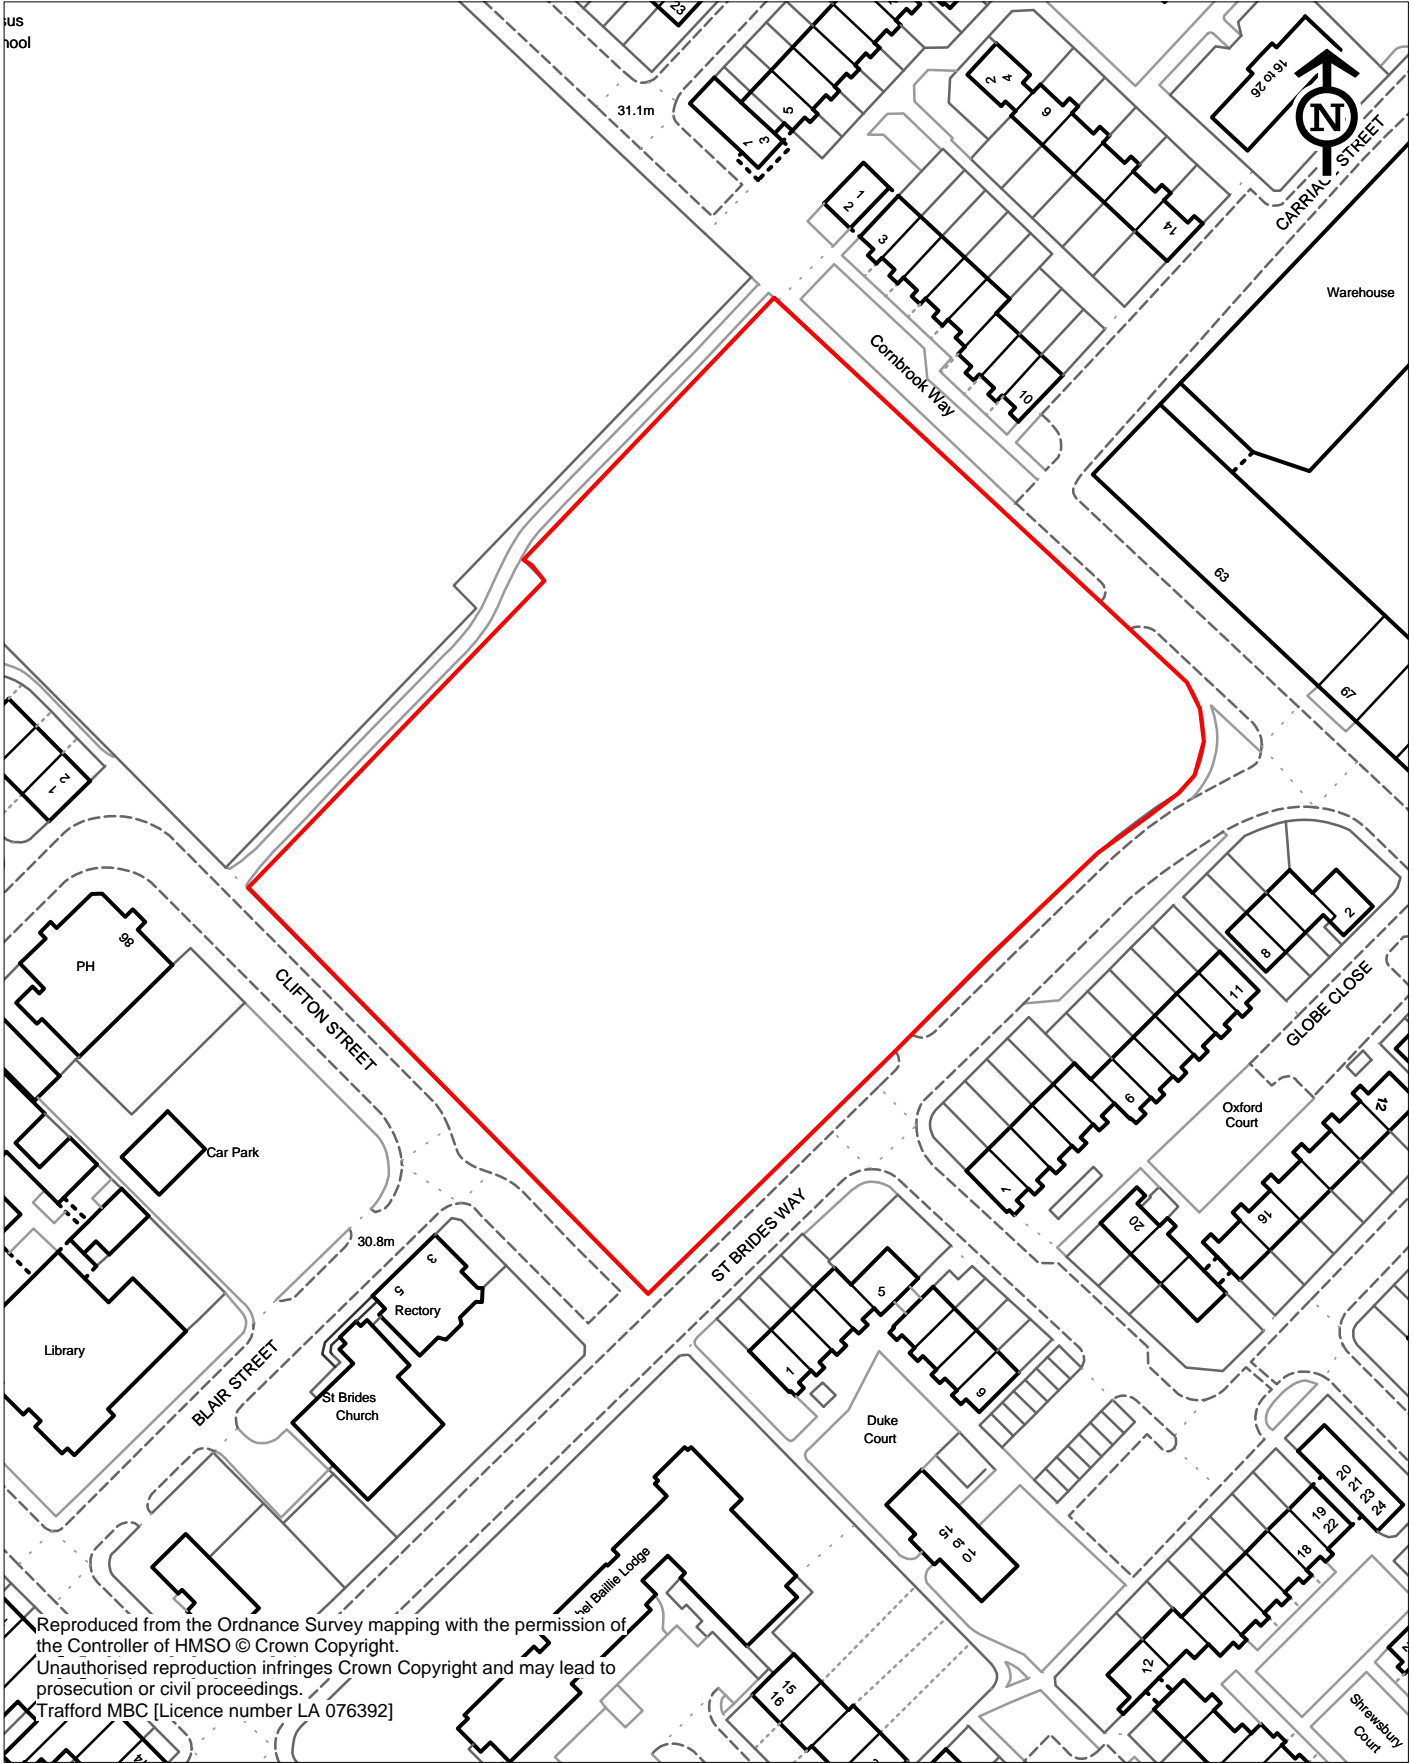 sus
hool
23
31.1m
5
3
7
2
4
6
16 to 26
N
CARRIAGE STREET
1
2
3
14
Warehouse
Cornbrook Way
10
63
67
2
1
98
PH
CLIFTON STREET
2
8
11
GLOBE CLOSE
6
Oxford
Court
12
Car Park
1
20
16
30.8m
3
5
Rectory
ST BRIDES WAY
5
1
9
Library
BLAIR STREET
St Brides
Church
Duke
Court
20
21
23
24
19
22
18
10 to 15
bel Baillie Lodge
12
15
16
Shrewsbury
Court
Reproduced from the Ordnance Survey mapping with the permission of
the Controller of HMSO © Crown Copyright.
Unauthorised reproduction infringes Crown Copyright and may lead to
prosecution or civil proceedings.
Trafford MBC [Licence number LA 076392]